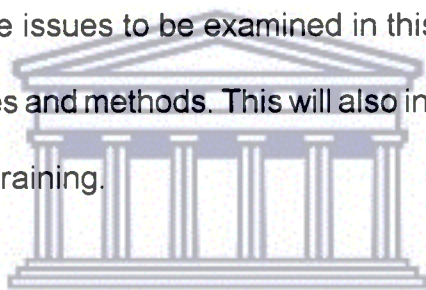 e issues to be examined in this
es and methods. This will also in
raining.